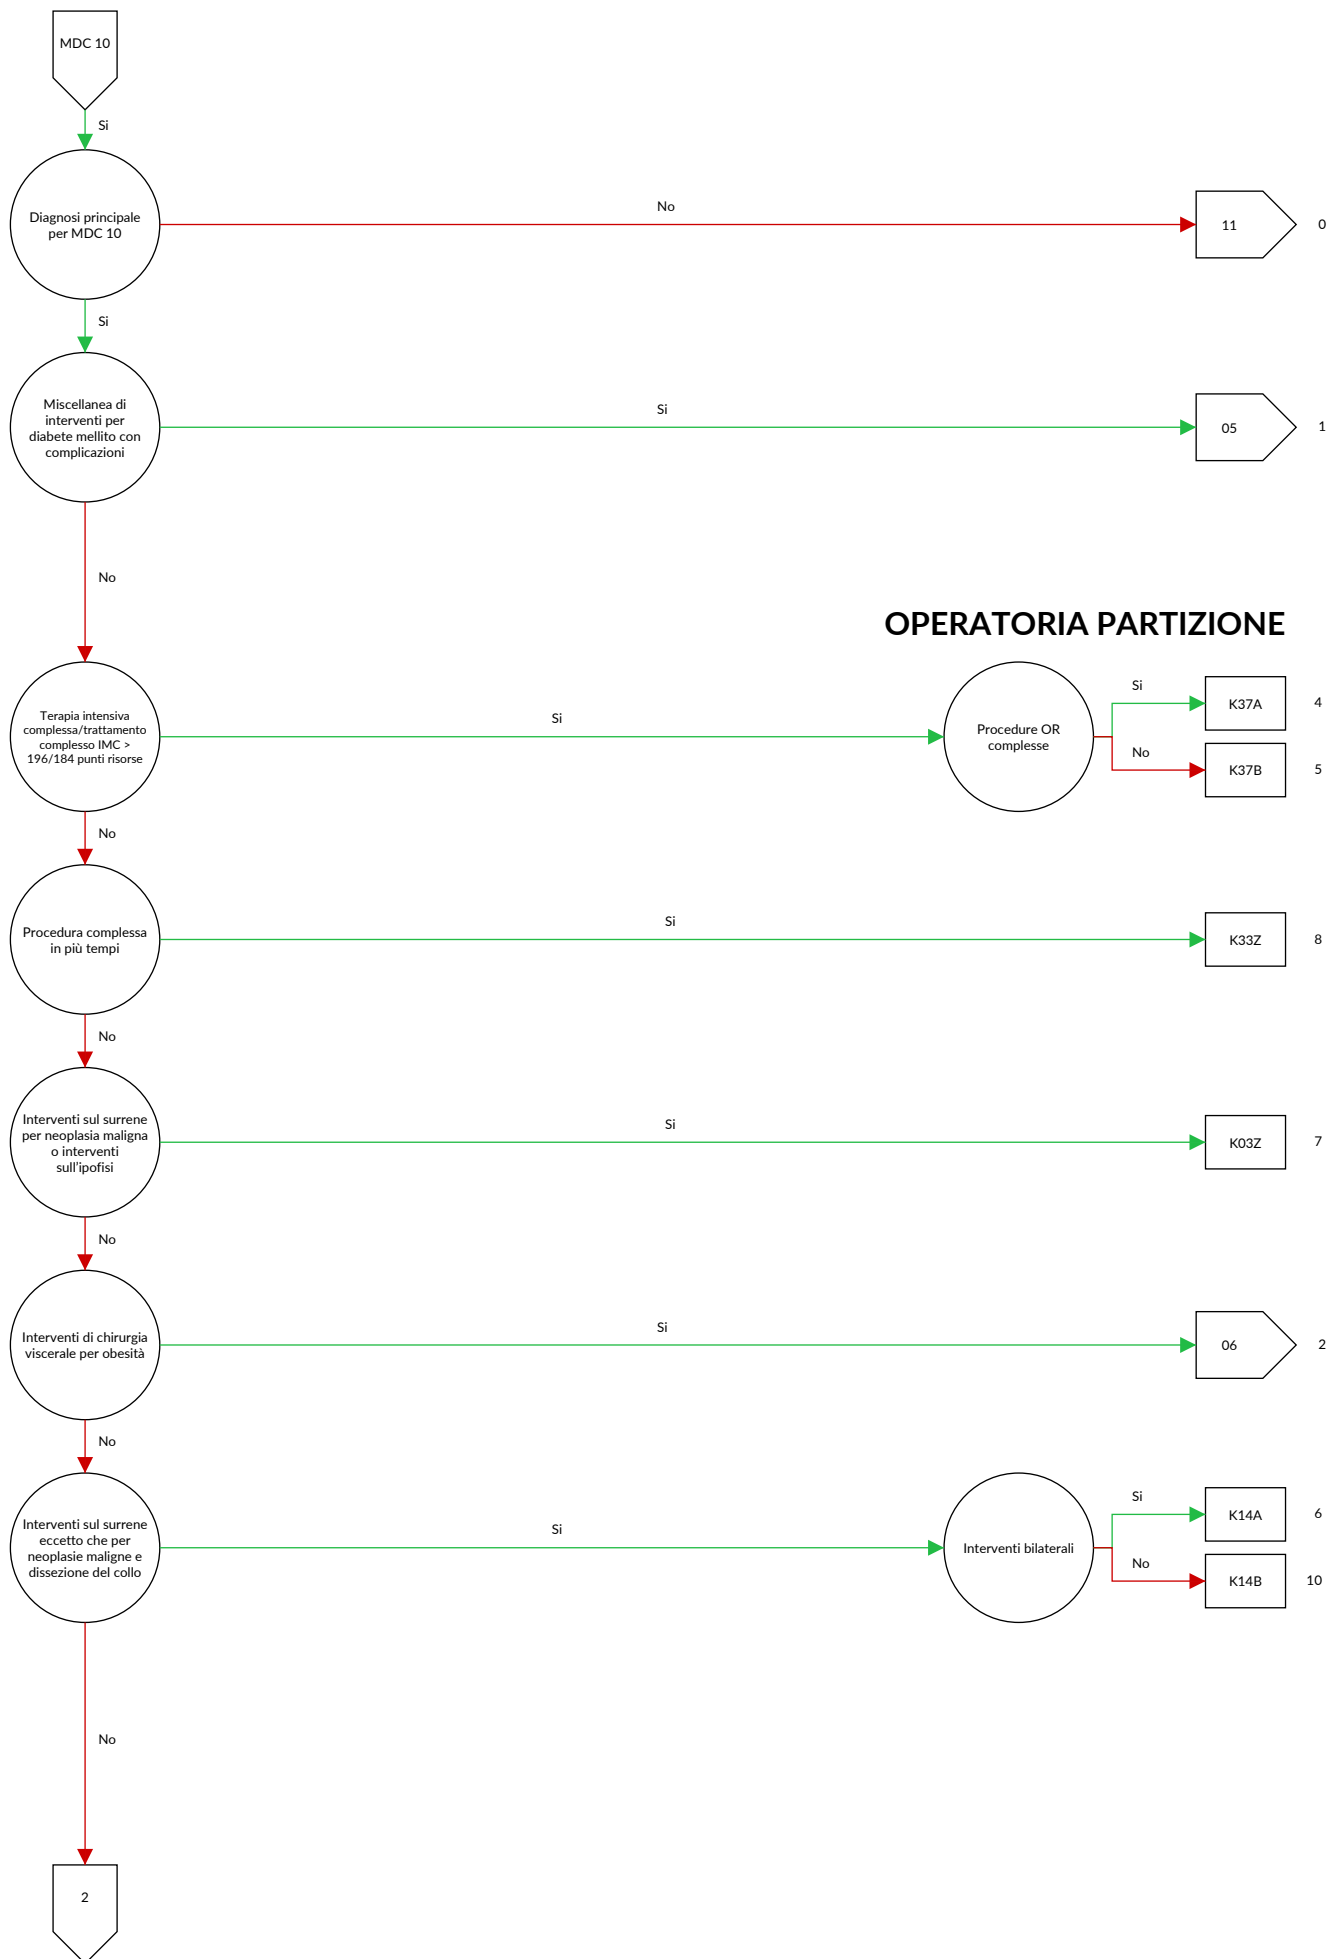 MDC 10
Si
Diagnosi principale
per MDC 10
No
11
0
Si
Miscellanea di
interventi per
diabete mellito con
complicazioni
Si
05
1
No
OPERATORIA PARTIZIONE
Terapia intensiva
complessa/trattamento
complesso IMC >
196/184 punti risorse
Si
Procedure OR
complesse
Si
K37A
4
No
K37B
5
No
Procedura complessa
in più tempi
Si
K33Z
8
No
Interventi sul surrene
per neoplasia maligna
o interventi
sull'ipofisi
Si
K03Z
7
No
Interventi di chirurgia
viscerale per obesità
Si
06
2
No
Interventi sul surrene
eccetto che per
neoplasie maligne e
dissezione del collo
Si
Interventi bilaterali
Si
K14A
6
No
K14B
10
No
2